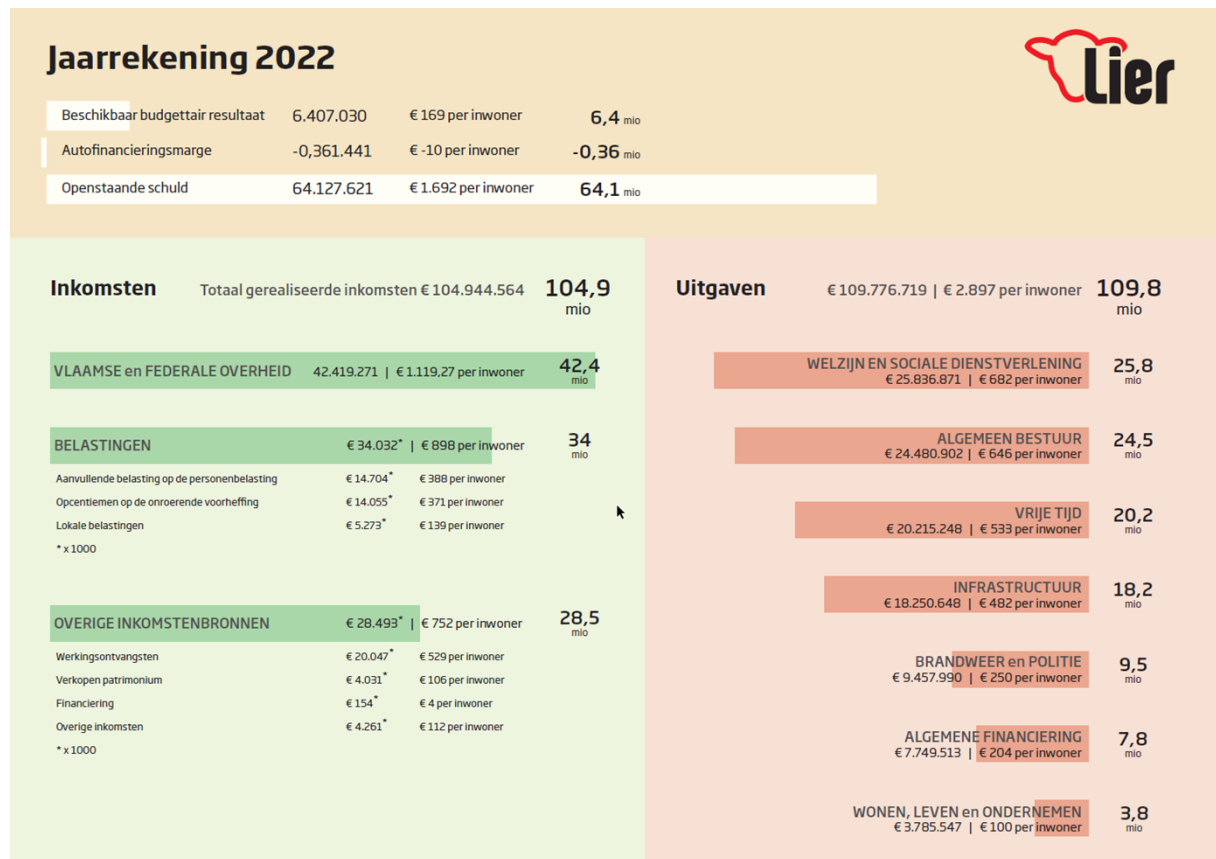 Jaarrekening 2022
Lier
Beschikbaar budgettair resultaat 6.407.030 € 169 per inwoner 6,4 mio
Autofinancieringsmarge -0,361.441 € -10 per inwoner -0,36 mio
Openstaande schuld 64.127.621 € 1.692 per inwoner 64,1 mio
Inkomsten Totaal gerealiseerde inkomsten € 104.944.564 104,9
mio
VLAAMSE en FEDERALE OVERHEID 42.419.271 | € 1.119,27 per inwoner 42,4
mio
BELASTINGEN € 34.032* | € 898 per inwoner 34
mio
Aanvullende belasting op de personenbelasting € 14.704* € 388 per inwoner
Opcentiemen op de onroerende voorheffing € 14.055* € 371 per inwoner
Lokale belastingen € 5.273* € 139 per inwoner
* x 1000
OVERIGE INKOMSTENBRONNEN € 28.493* | € 752 per inwoner 28,5
mio
Werkingsontvangsten € 20.047* € 529 per inwoner
Verkopen patrimonium € 4.031* € 106 per inwoner
Financiering € 154* € 4 per inwoner
Overige inkomsten € 4.261* € 112 per inwoner
* x 1000
Uitgaven € 109.776.719 | € 2.897 per inwoner 109,8
mio
WELZIJN EN SOCIALE DIENSTVERLENING 25,8
€ 25.836.871 | € 682 per inwoner mio
ALGEMEEN BESTUUR 24,5
€ 24.480.902 | € 646 per inwoner mio
VRIJE TIJD 20,2
€ 20.215.248 | € 533 per inwoner mio
INFRASTRUCTUUR 18,2
€ 18.250.648 | € 482 per inwoner mio
BRANDWEER en POLITIE 9,5
€ 9.457.990 | € 250 per inwoner mio
ALGEMENE FINANCIERING 7,8
€ 7.749.513 | € 204 per inwoner mio
WONEN, LEVEN en ONDERNEMEN 3,8
€ 3.785.547 | € 100 per inwoner mio